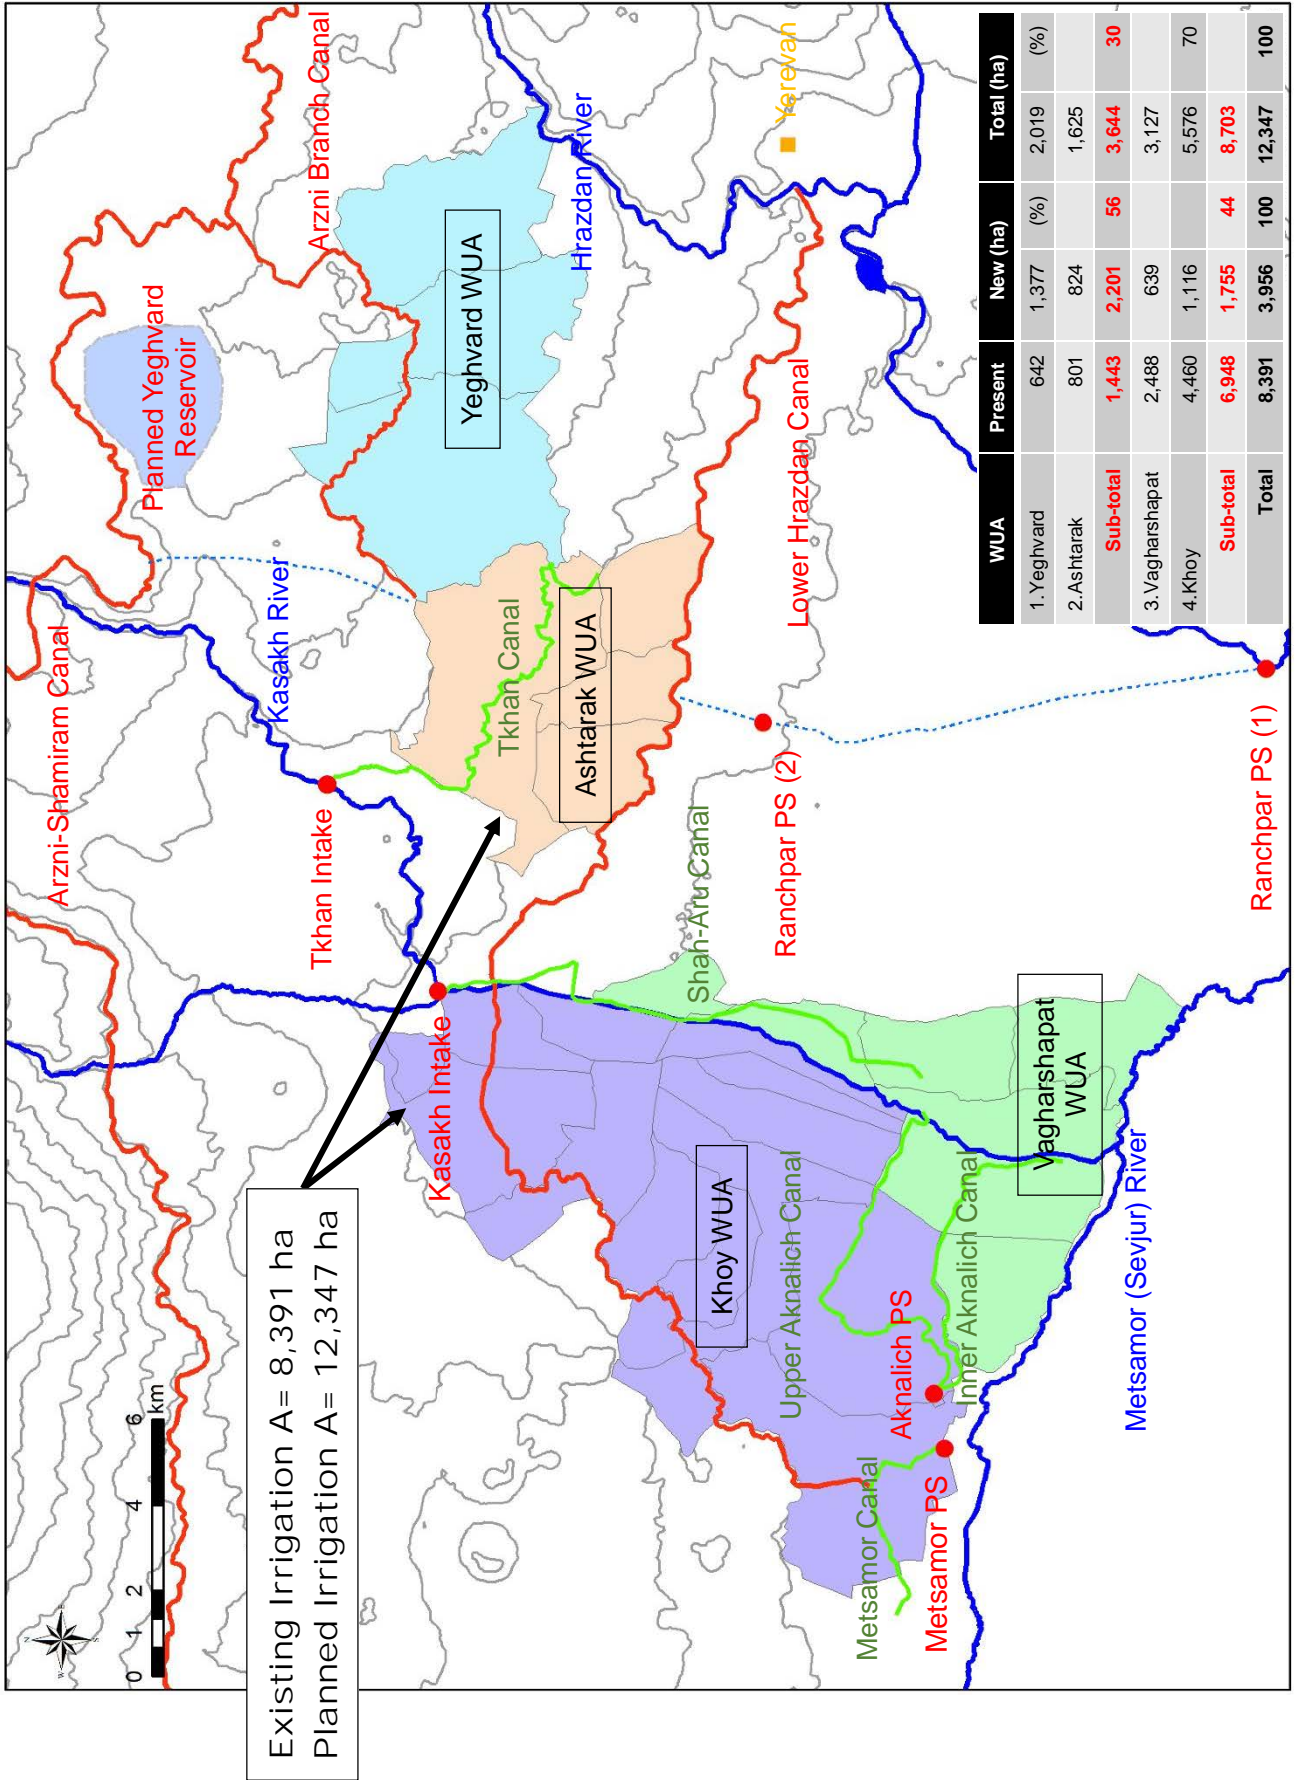 N
W
E
S
0 1 2 4 6
km
Existing Irrigation A= 8,391 ha
Planned Irrigation A= 12,347 ha
Arzni-Shamiram Canal
Planned Yeghvard
Reservoir
Arzni Branch Canal
Kasakh River
Tkhan Intake
Kasakh Intake
Yeghvard WUA
Tkhan Canal
Ashtarak WUA
Hrazdan River
Khoy WUA
Shah-Aru Canal
Upper Aknalich Canal
Ranchpar PS (2)
Lower Hrazdan Canal
Yerevan
Metsamor Canal
Aknalich PS
Metsamor PS
Inner Aknalich Canal
Vagharshapat
WUA
Metsamor (Sevjur) River
Ranchpar PS (1)
WUA Present New (ha) Total (ha)
1.Yeghvard 642 1,377 (%) 2,019 (%)
2.Ashtarak 801 824 1,625
Sub-total 1,443 2,201 56 3,644 30
3.Vagharshapat 2,488 639 3,127
4.Khoy 4,460 1,116 5,576 70
Sub-total 6,948 1,755 44 8,703
Total 8,391 3,956 100 12,347 100